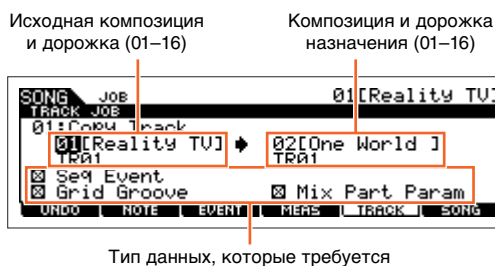 Исходная композиция
и дорожка (01–16)
Композиция и дорожка
назначения (01–16)
SONG JOB 01[Reality TV]
TRACK JOB
01:Copy Track
01[Reality TV] → 02[One World ]
TR01 TR01
Seq Event
Grid Groove Mix Part Param
UNDO NOTE EVENT MEAS TRACK SONG
Тип данных, которые требуется